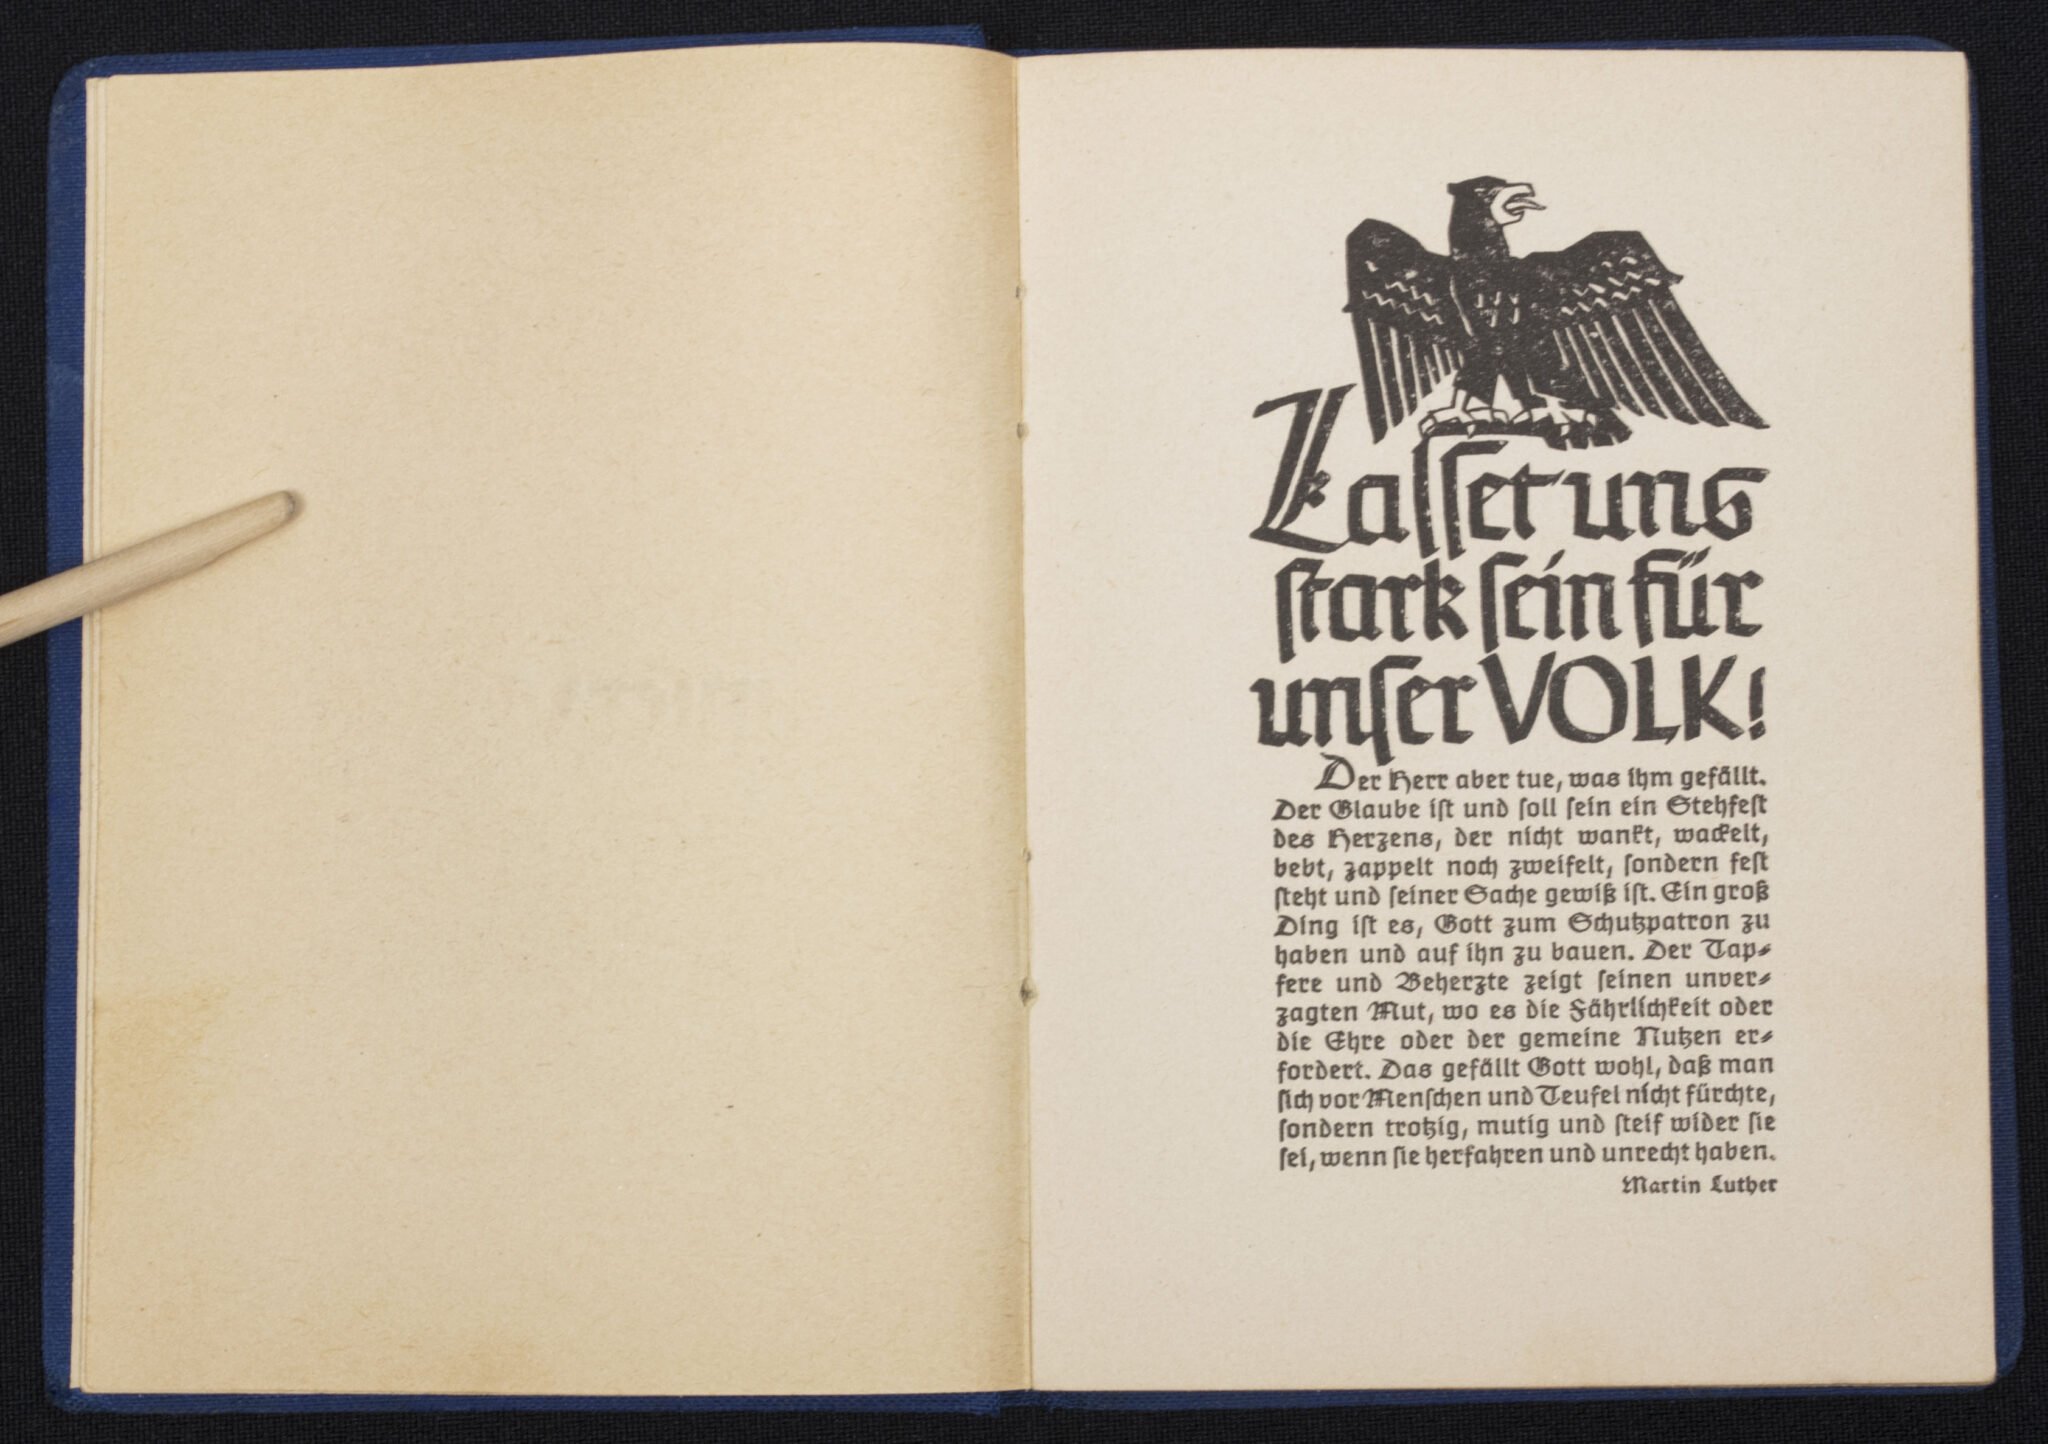 Lasset uns
stark sein für
unser VOLK!
Der Herr aber tue, was ihm gefällt.
Der Glaube ist und soll sein ein Stehfest
des Herzens, der nicht wankt, wackelt,
bebt, zappelt noch zweifelt, sondern fest
steht und seiner Sache gewiß ist. Ein groß
Ding ist es, Gott zum Schutzpatron zu
haben und auf ihn zu bauen. Der Tap-
fere und Beherzte zeigt seinen unver-
zagten Mut, wo es die Fährlichkeit oder
die Ehre oder der gemeine Nutzen er-
fordert. Das gefällt Gott wohl, daß man
sich vor Menschen und Teufel nicht fürchte,
sondern trotzig, mutig und steif wider sie
sei, wenn sie herfahren und unrecht haben.
Martin Luther